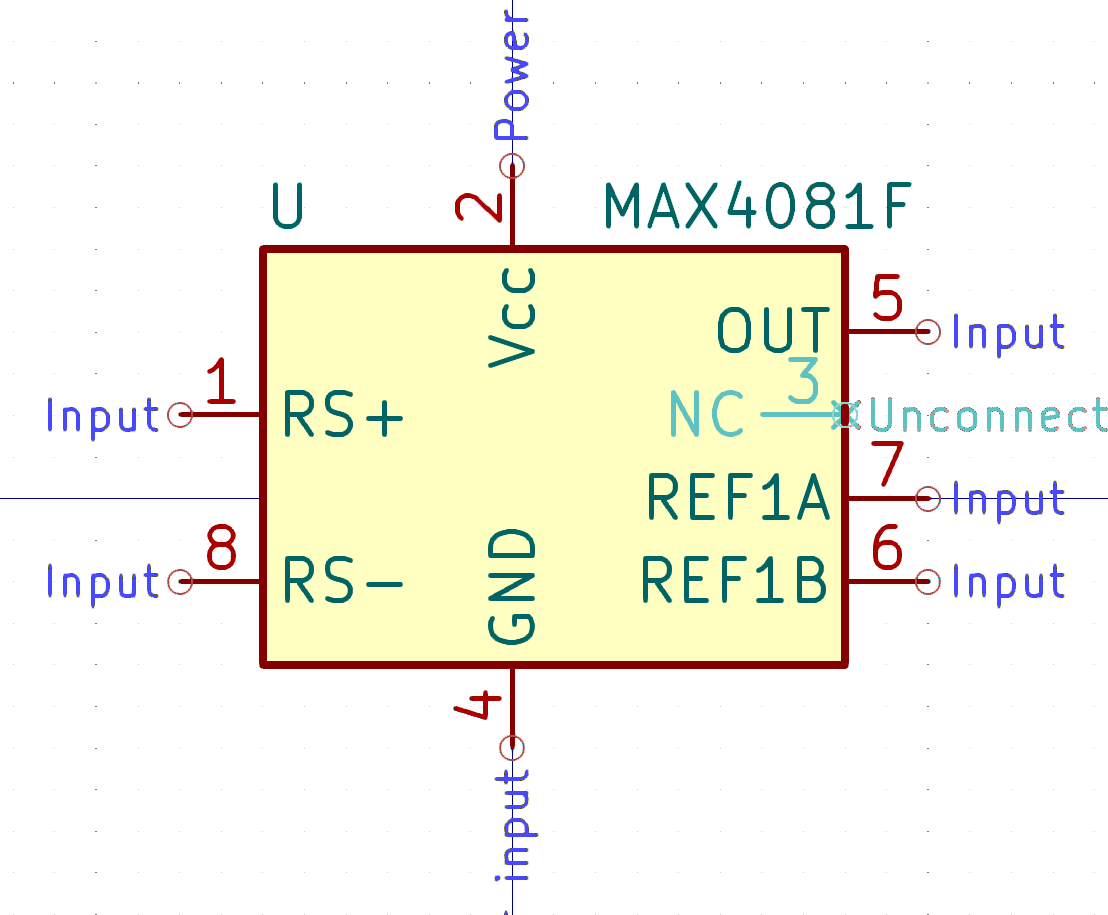 Power
2
U
MAX4081F
Vcc
OUT
5
Input
1
Input
RS+
NC
3
Unconnect
REF1A
7
Input
8
Input
RS-
GND
REF1B
6
Input
4
input